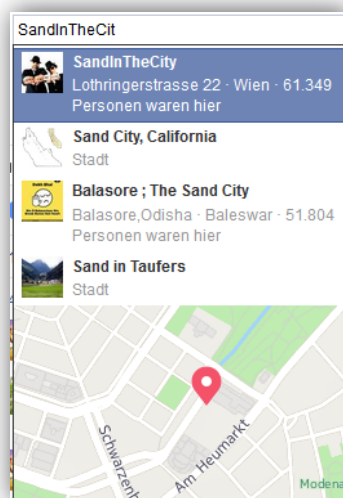 SandInTheCit
SandInTheCity
Lothringerstrasse 22 · Wien · 61.349
Personen waren hier
Sand City, California
Stadt
Balasore ; The Sand City
Balasore,Odisha · Baleswar · 51.804
Personen waren hier
Sand in Taufers
Stadt
Schwarzenb
Am Heumarkt
Modena